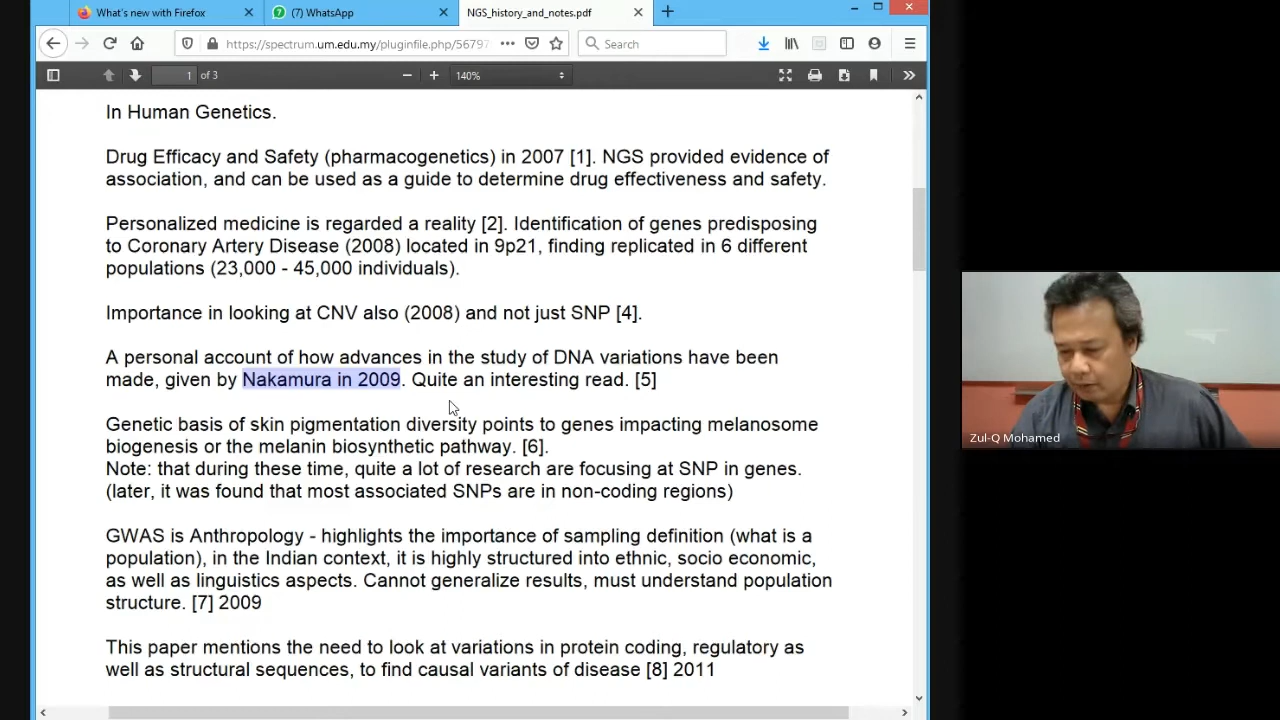 What's new with Firefox
(7) WhatsApp
NGS_history_and_notes.pdf
https://spectrum.um.edu.my/pluginfile.php/56797
Search
1 of 3
140%
In Human Genetics.
Drug Efficacy and Safety (pharmacogenetics) in 2007 [1]. NGS provided evidence of
association, and can be used as a guide to determine drug effectiveness and safety.
Personalized medicine is regarded a reality [2]. Identification of genes predisposing
to Coronary Artery Disease (2008) located in 9p21, finding replicated in 6 different
populations (23,000 - 45,000 individuals).
Importance in looking at CNV also (2008) and not just SNP [4].
A personal account of how advances in the study of DNA variations have been
made, given by Nakamura in 2009. Quite an interesting read. [5]
Genetic basis of skin pigmentation diversity points to genes impacting melanosome
biogenesis or the melanin biosynthetic pathway. [6].
Note: that during these time, quite a lot of research are focusing at SNP in genes.
(later, it was found that most associated SNPs are in non-coding regions)
GWAS is Anthropology - highlights the importance of sampling definition (what is a
population), in the Indian context, it is highly structured into ethnic, socio economic,
as well as linguistics aspects. Cannot generalize results, must understand population
structure. [7] 2009
This paper mentions the need to look at variations in protein coding, regulatory as
well as structural sequences, to find causal variants of disease [8] 2011
Zul-Q Mohamed